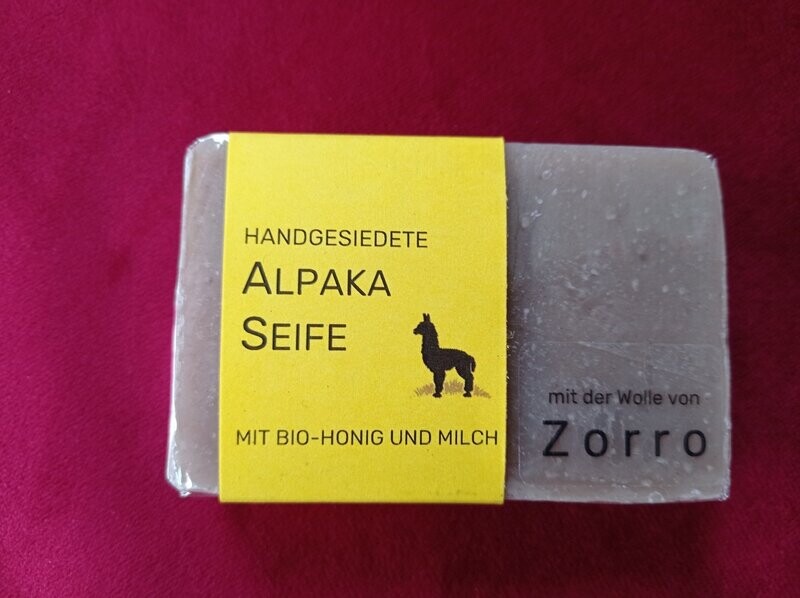 HANDGESIEDETE
ALPAKA
SEIFE
MIT BIO-HONIG UND MILCH
mit der Wolle von
Zorro